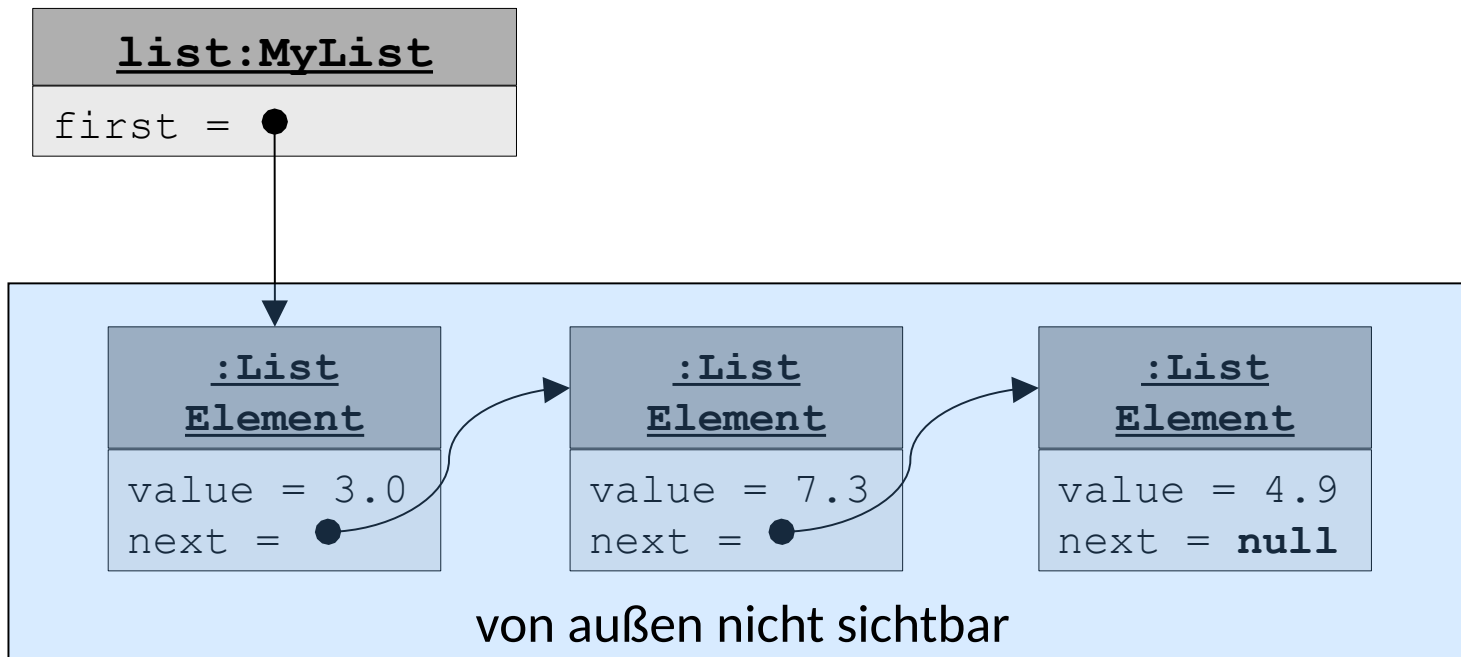 list:MyList
first =
:List
Element
value = 3.0
next =
:List
Element
value = 7.3
next =
:List
Element
value = 4.9
next = null
von außen nicht sichtbar